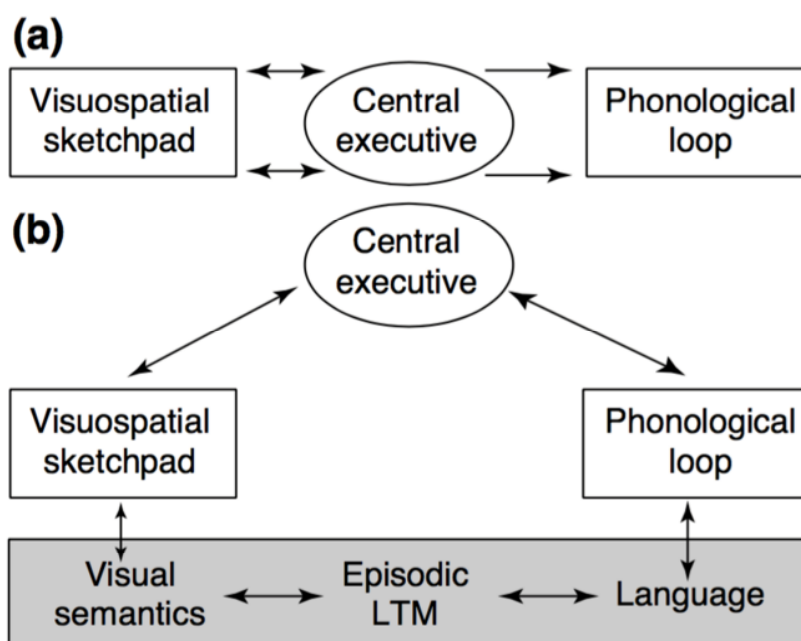 (a)
Visuospatial
sketchpad
Central
executive
Phonological
loop
(b)
Central
executive
Visuospatial
sketchpad
Phonological
loop
Visual
semantics
Episodic
LTM
Language